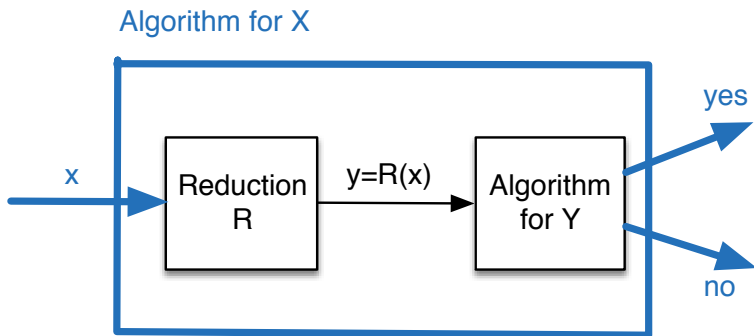 Algorithm for X
x
Reduction
R
y=R(x)
Algorithm
for Y
yes
no